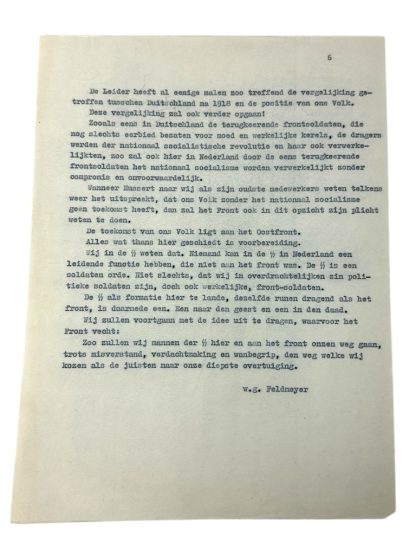 6
De Leider heeft al eenige malen zoo treffend de vergelijking ge-
troffen tusschen Duitschland na 1918 en de positie van ons Volk.
Deze vergelijking zal ook verder opgaan!
Zooals eens in Duitschland de terugkeerende frontsoldaten, die
nog slechts eerbied bezaten voor moed en werkelijke kerels, de dragers
werden der nationaal socialistische revolutie en haar ook verwerke-
lijkten, zoo zal ook hier in Nederland door de eens terugkeerende
frontsoldaten het nationaal socialisme worden verwerkelijkt zonder
compromis en onvoorwaardelijk.
Wanneer Mussert naar wij als zijn oudste medewerkers weten telkens
weer het uitspreekt, dat ons Volk zonder het nationaal socialisme
geen toekomst heeft, dan zal het Front ook in dit opzicht zijn plicht
weten te doen.
De toekomst van ons Volk ligt aan het Oostfront.
Alles wat thans hier geschiedt is voorbereiding.
Wij in de ᛋᛋ weten dat. Niemand kan in de ᛋᛋ in Nederland een
leidende functie hebben, die niet aan het front was. De ᛋᛋ is een
soldaten orde. Niet slechts, dat wij in overdrachtelijken zin poli-
tieke soldaten zijn, doch ook werkelijke, front-soldaten.
De ᛋᛋ als formatie hier te lande, dezelfde runen dragend als het
front, is daarmede een. Een naar den geest en een in den daad.
Wij zullen voortgaan met de idee uit te dragen, waarvoor het
Front vecht:
Zoo zullen wij mannen der ᛋᛋ hier en aan het front onzen weg gaan,
trots misverstand, verdachtmaking en wanbegrip, den weg welke wij
kozen als de juisten naar onze diepste overtuiging.
w.g. Feldmeyer